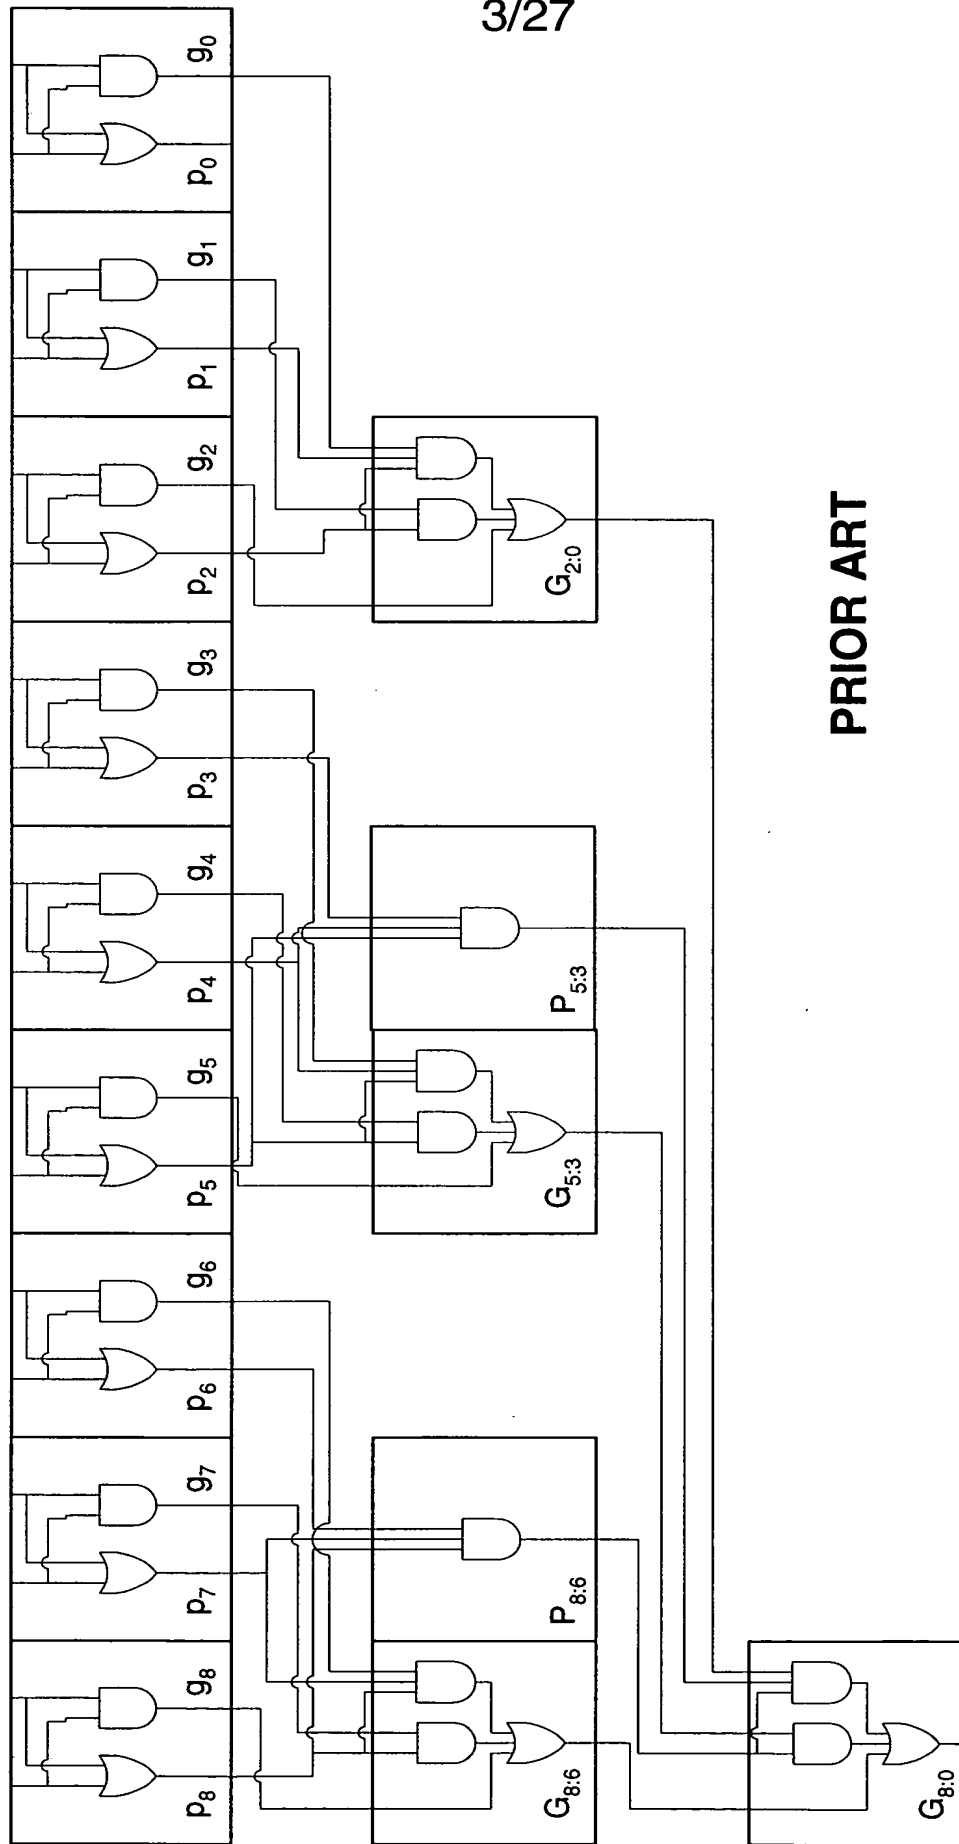 3/27
p₈ g₈ p₇ g₇ p₆ g₆ p₅ g₅ p₄ g₄ p₃ g₃ p₂ g₂ p₁ g₁ p₀ g₀
G₈:₆ P₈:₆ G₅:₃ P₅:₃ G₂:₀
G₈:₀
PRIOR ART